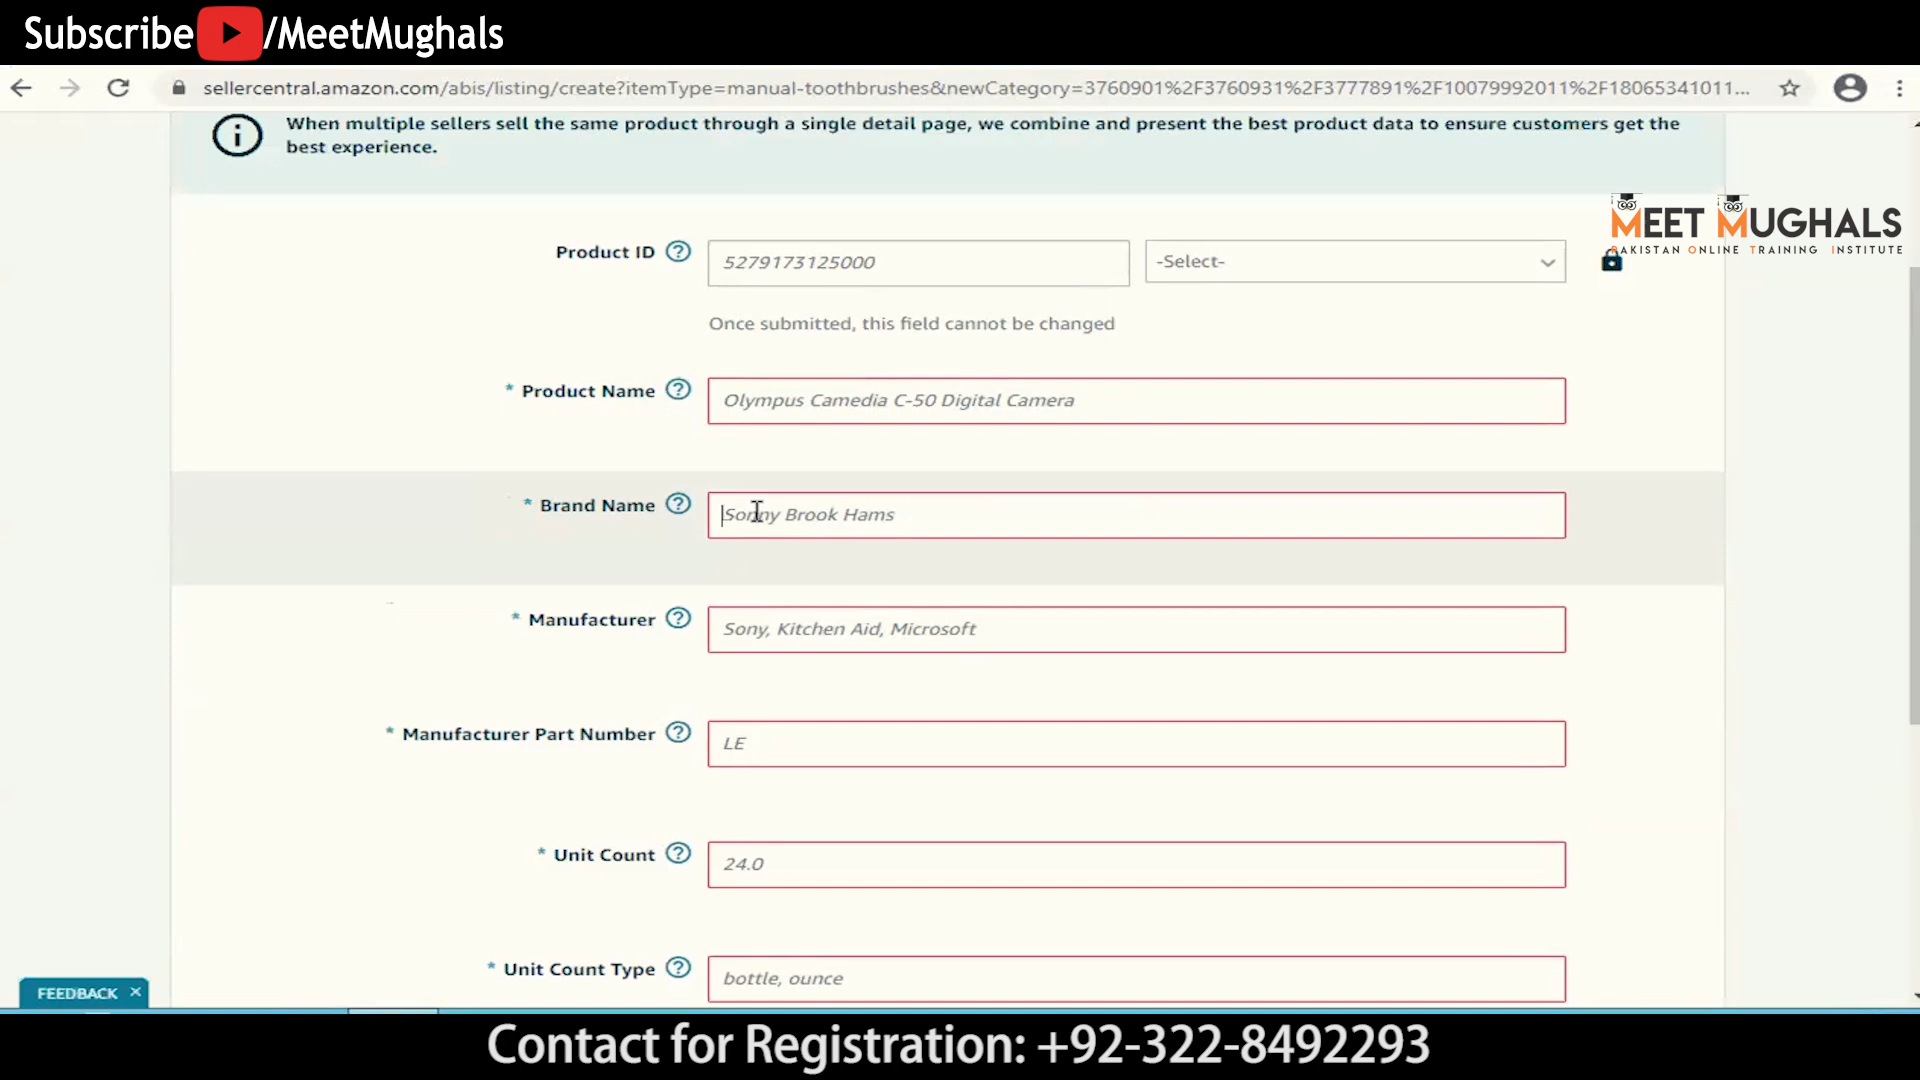 Subscribe /MeetMughals
sellercentral.amazon.com/abis/listing/create?itemType=manual-toothbrushes&newCategory=3760901%2F3760931%2F3777891%2F10079992011%2F18065341011...
When multiple sellers sell the same product through a single detail page, we combine and present the best product data to ensure customers get the
best experience.
MEET MUGHALS
PAKISTAN ONLINE TRAINING INSTITUTE
Product ID ? 5279173125000 -Select-
Once submitted, this field cannot be changed
* Product Name ? Olympus Camedia C-50 Digital Camera
* Brand Name ? Sonny Brook Hams
* Manufacturer ? Sony, Kitchen Aid, Microsoft
* Manufacturer Part Number ? LE
* Unit Count ? 24.0
* Unit Count Type ? bottle, ounce
FEEDBACK ×
Contact for Registration: +92-322-8492293